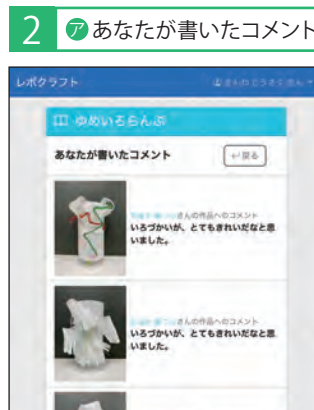 2 ㋐あなたが書いたコメント
レポクラフト
ゆめいろらんぷ
あなたが書いたコメント
戻る
さんの作品へのコメント
いろづかいが、とてもきれいだなと思
いました。
さんの作品へのコメント
いろづかいが、とてもきれいだなと思
いました。